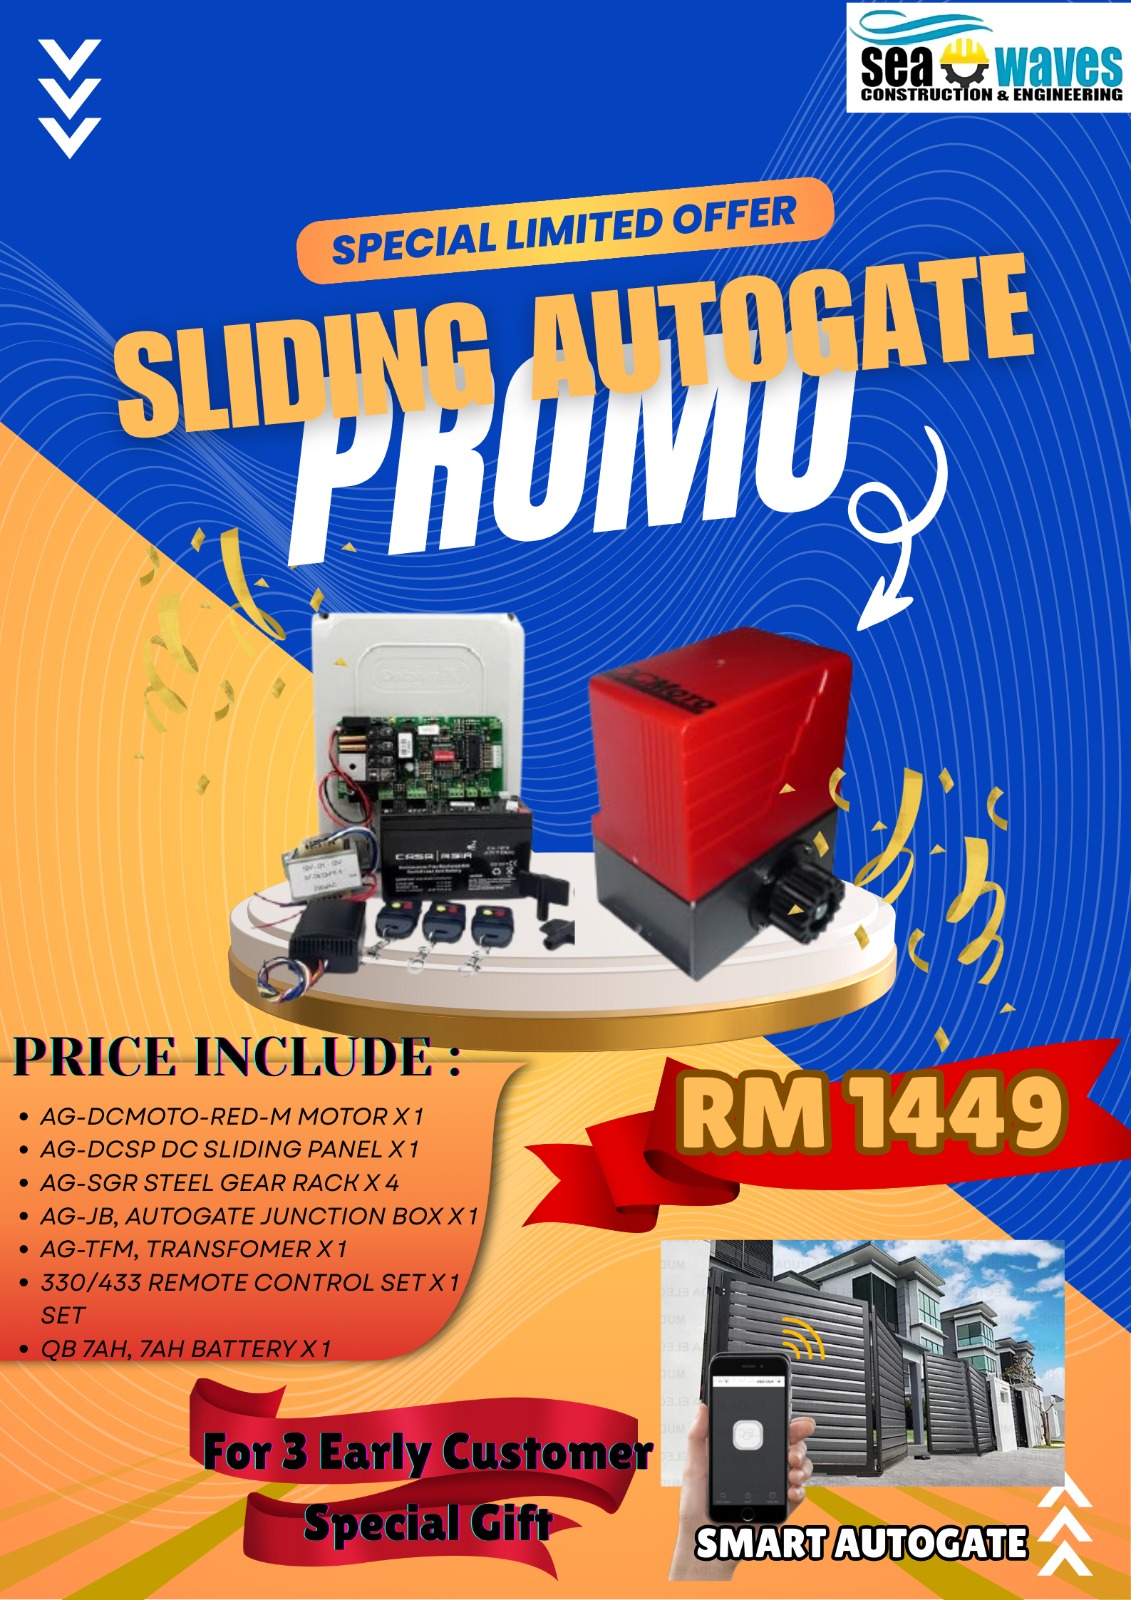 sea waves
CONSTRUCTION & ENGINEERING
SPECIAL LIMITED OFFER
SLIDING AUTOGATE
PROMO
MOTO
CASA ASIA
PRICE INCLUDE :
RM 1449
• AG-DCMOTO-RED-M MOTOR X 1
• AG-DCSP DC SLIDING PANEL X 1
• AG-SGR STEEL GEAR RACK X 4
• AG-JB, AUTOGATE JUNCTION BOX X 1
• AG-TFM, TRANSFOMER X 1
• 330/433 REMOTE CONTROL SET X 1
SET
• QB 7AH, 7AH BATTERY X 1
For 3 Early Customer
Special Gift
SMART AUTOGATE